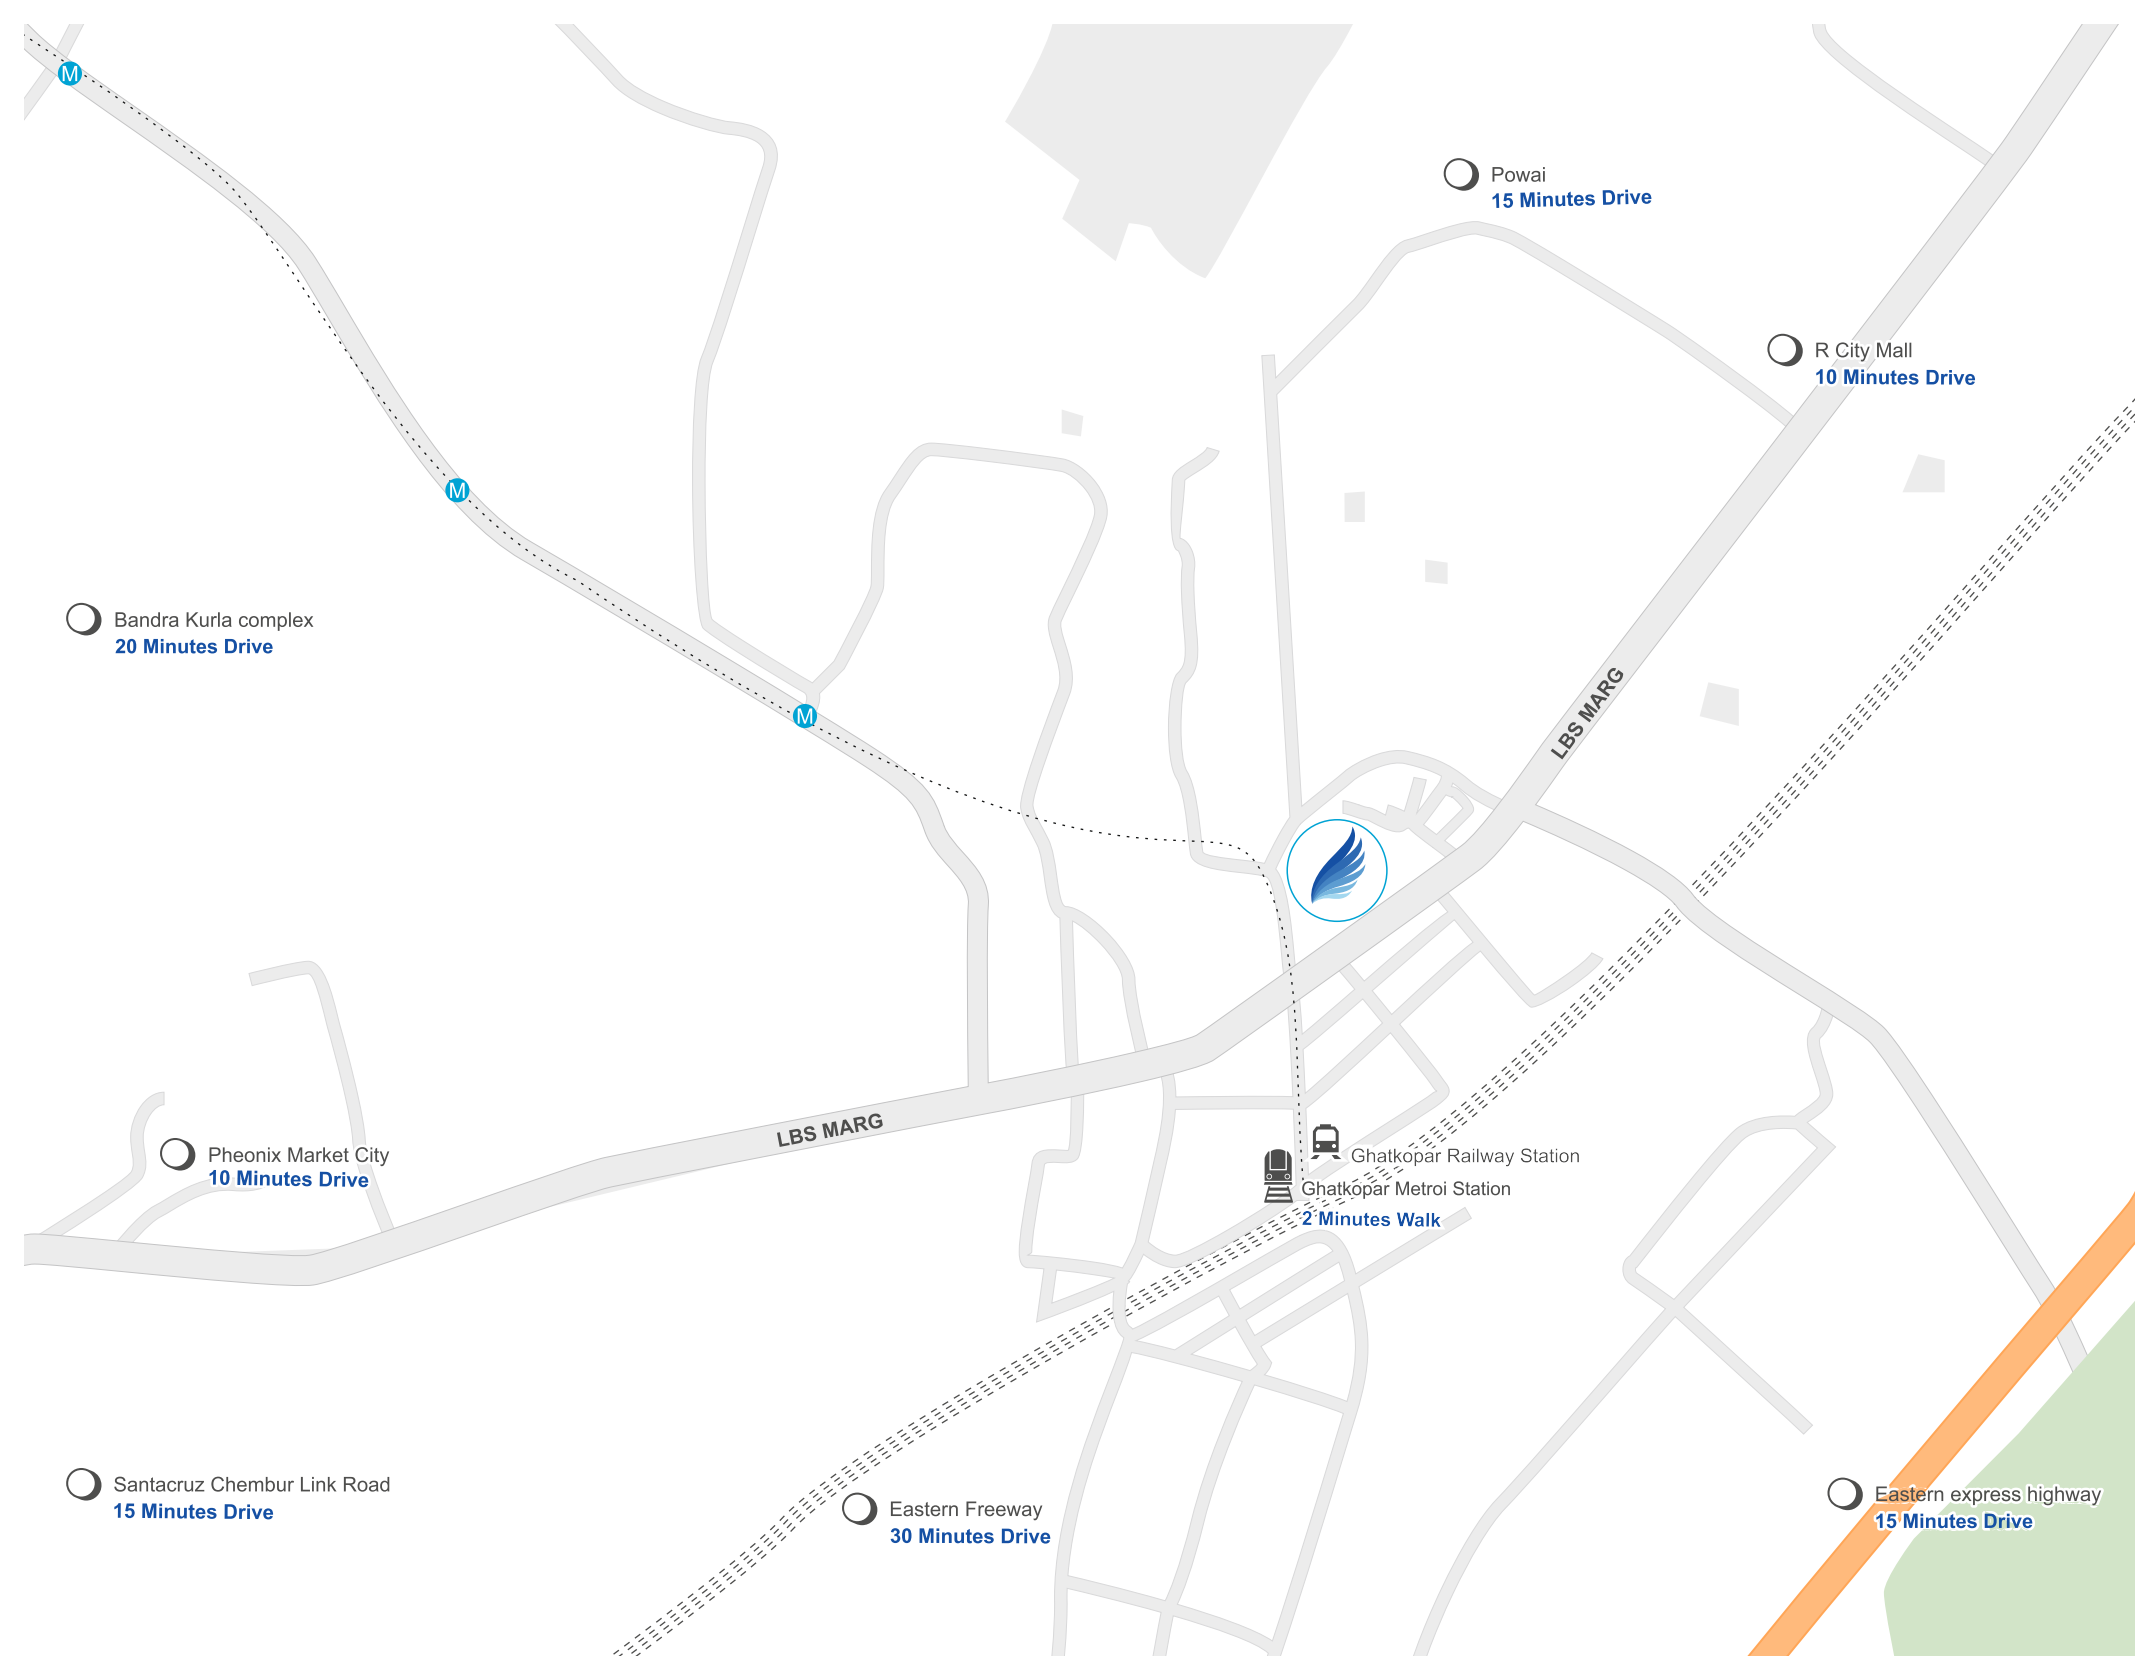 M
Powai
15 Minutes Drive
R City Mall
10 Minutes Drive
M
Bandra Kurla complex
20 Minutes Drive
LBS MARG
M
LBS MARG
Pheonix Market City
10 Minutes Drive
Ghatkopar Railway Station
Ghatkopar Metroi Station
2 Minutes Walk
Santacruz Chembur Link Road
15 Minutes Drive
Eastern Freeway
30 Minutes Drive
Eastern express highway
15 Minutes Drive